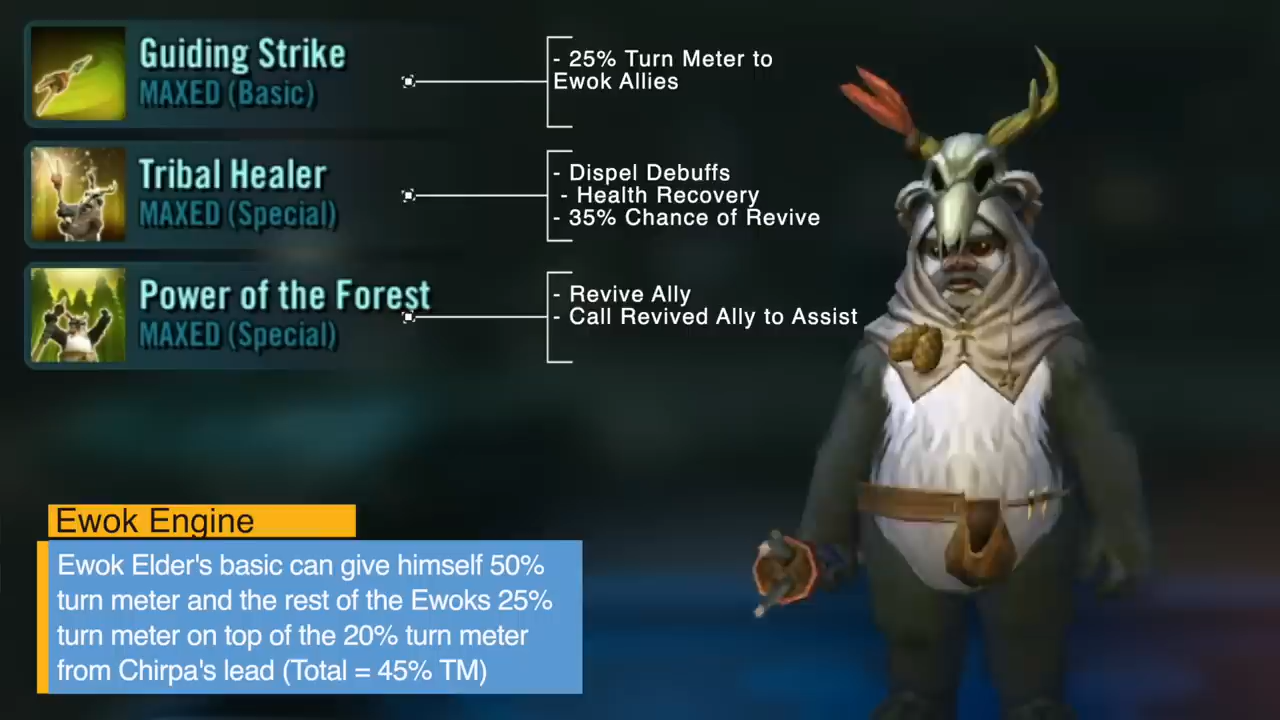 Guiding Strike
MAXED (Basic)
- 25% Turn Meter to
Ewok Allies
Tribal Healer
MAXED (Special)
- Dispel Debuffs
- Health Recovery
- 35% Chance of Revive
Power of the Forest
MAXED (Special)
- Revive Ally
- Call Revived Ally to Assist
Ewok Engine
Ewok Elder's basic can give himself 50%
turn meter and the rest of the Ewoks 25%
turn meter on top of the 20% turn meter
from Chirpa's lead (Total = 45% TM)